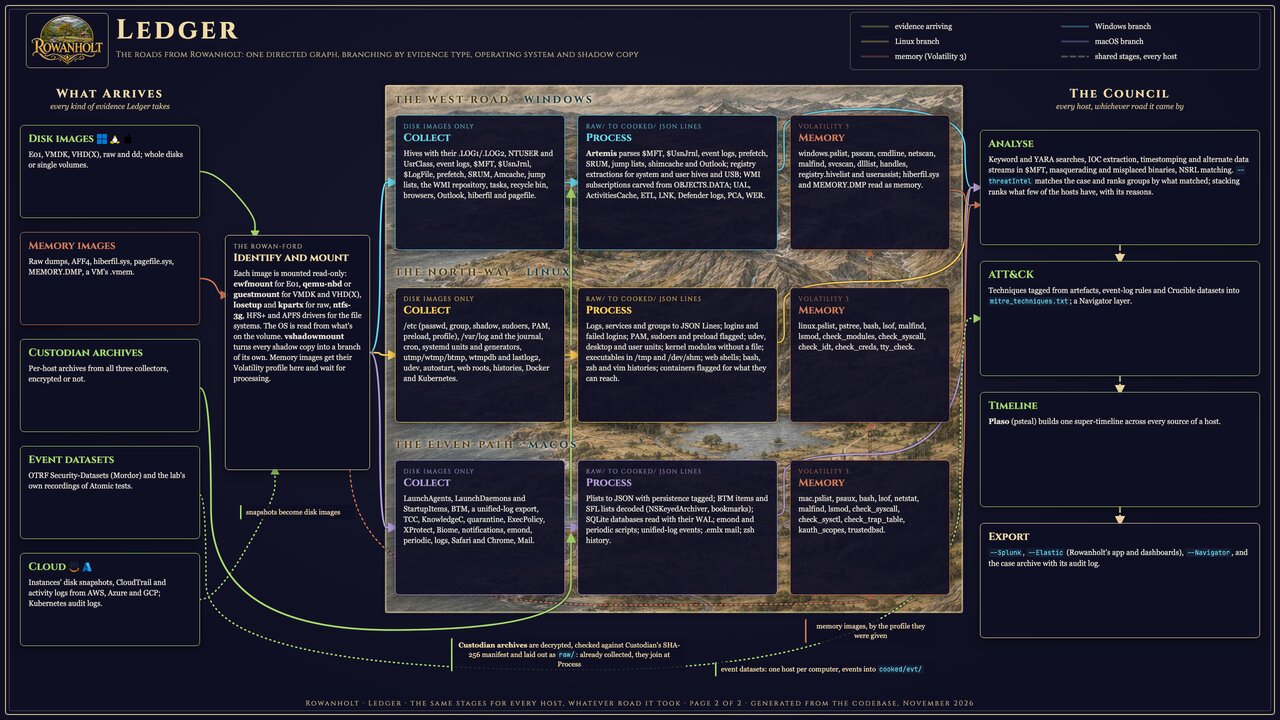 ROWANHOLT
LEDGER
THE ROADS FROM ROWANHOLT: ONE DIRECTED GRAPH, BRANCHING BY EVIDENCE TYPE, OPERATING SYSTEM AND SHADOW COPY
evidence arriving
Windows branch
Linux branch
macOS branch
memory (Volatility 3)
shared stages, every host
WHAT ARRIVES
every kind of evidence Ledger takes
DISK IMAGES
E01, VMDK, VHD(X), raw and dd; whole disks
or single volumes.
MEMORY IMAGES
Raw dumps, AFF4, hiberfil.sys, pagefile.sys,
MEMORY.DMP, a VM's .vmem.
CUSTODIAN ARCHIVES
Per-host archives from all three collectors,
encrypted or not.
EVENT DATASETS
OTRF Security-Datasets (Mordor) and the lab's
own recordings of Atomic tests.
CLOUD
Instances' disk snapshots, CloudTrail and
activity logs from AWS, Azure and GCP;
Kubernetes audit logs.
THE ROWAN-FORD
IDENTIFY AND MOUNT
Each image is mounted read-only:
ewfmount for E01, qemu-nbd or
guestmount for VMDK and VHD(X),
losetup and kpartx for raw, ntfs-
3g, HFS+ and APFS drivers for the file
systems. The OS is read from what's
on the volume. vshadowmount
turns every shadow copy into a branch
of its own. Memory images get their
Volatility profile here and wait for
processing.
snapshots become disk images
THE WEST-ROAD · WINDOWS
DISK IMAGES ONLY
COLLECT
Hives with their .LOG1/.LOG2, NTUSER and
UsrClass, event logs, $MFT, $UsnJrnl,
$LogFile, prefetch, SRUM, Amcache, jump
lists, the WMI repository, tasks, recycle bin,
browsers, Outlook, hiberfil and pagefile.
RAW/ TO COOKED/ JSON LINES
PROCESS
Artemis parses $MFT, $UsnJrnl, event logs, prefetch,
SRUM, jump lists, shimcache and Outlook; registry
extractions for system and user hives and USB; WMI
subscriptions carved from OBJECTS.DATA; UAL,
ActivitiesCache, ETL, LNK, Defender logs, PCA, WER.
VOLATILITY 3
MEMORY
windows.pslist, psscan, cmdline, netscan,
malfind, svcscan, dlllist, handles,
registry.hivelist and userassist; hiberfil.sys
and MEMORY.DMP read as memory.
THE NORTH-WAY · LINUX
DISK IMAGES ONLY
COLLECT
/etc (passwd, group, shadow, sudoers, PAM,
preload, profile), /var/log and the journal,
cron, systemd units and generators,
utmp/wtmp/btmp, wtmpdb and lastlog2,
udev, autostart, web roots, histories, Docker
and Kubernetes.
RAW/ TO COOKED/ JSON LINES
PROCESS
Logs, services and groups to JSON Lines; logins and
failed logins; PAM, sudoers and preload flagged; udev,
desktop and user units; kernel modules without a file;
executables in /tmp and /dev/shm; web shells; bash,
zsh and vim histories; containers flagged for what they
can reach.
VOLATILITY 3
MEMORY
linux.pslist, pstree, bash, lsof, malfind,
lsmod, check_modules, check_syscall,
check_idt, check_creds, tty_check.
THE ELVEN-PATH · MACOS
DISK IMAGES ONLY
COLLECT
LaunchAgents, LaunchDaemons and
StartupItems, BTM, a unified-log export,
TCC, KnowledgeC, quarantine, ExecPolicy,
XProtect, Biome, notifications, emond,
periodic, logs, Safari and Chrome, Mail.
RAW/ TO COOKED/ JSON LINES
PROCESS
Plists to JSON with persistence tagged; BTM items and
SFL lists decoded (NSKeyedArchiver, bookmarks);
SQLite databases read with their WAL; emond and
periodic scripts; unified-log events; .emlx mail; zsh
history.
VOLATILITY 3
MEMORY
mac.pslist, psaux, bash, lsof, netstat,
malfind, lsmod, check_syscall,
check_sysctl, check_trap_table,
kauth_scopes, trustedbsd.
Custodian archives are decrypted, checked against Custodian's SHA-
256 manifest and laid out as raw/: already collected, they join at
Process
memory images, by the profile they
were given
event datasets: one host per computer, events into cooked/evt/
THE COUNCIL
every host, whichever road it came by
ANALYSE
Keyword and YARA searches, IOC extraction, timestomping and alternate data
streams in $MFT, masquerading and misplaced binaries, NSRL matching. --
threatIntel matches the case and ranks groups by what matched; stacking
ranks what few of the hosts have, with its reasons.
ATT&CK
Techniques tagged from artefacts, event-log rules and Crucible datasets into
mitre_techniques.txt; a Navigator layer.
TIMELINE
Plaso (psteal) builds one super-timeline across every source of a host.
EXPORT
--Splunk, --Elastic (Rowanholt's app and dashboards), --Navigator, and
the case archive with its audit log.
ROWANHOLT · LEDGER · THE SAME STAGES FOR EVERY HOST, WHATEVER ROAD IT TOOK · PAGE 2 OF 2 · GENERATED FROM THE CODEBASE, NOVEMBER 2026